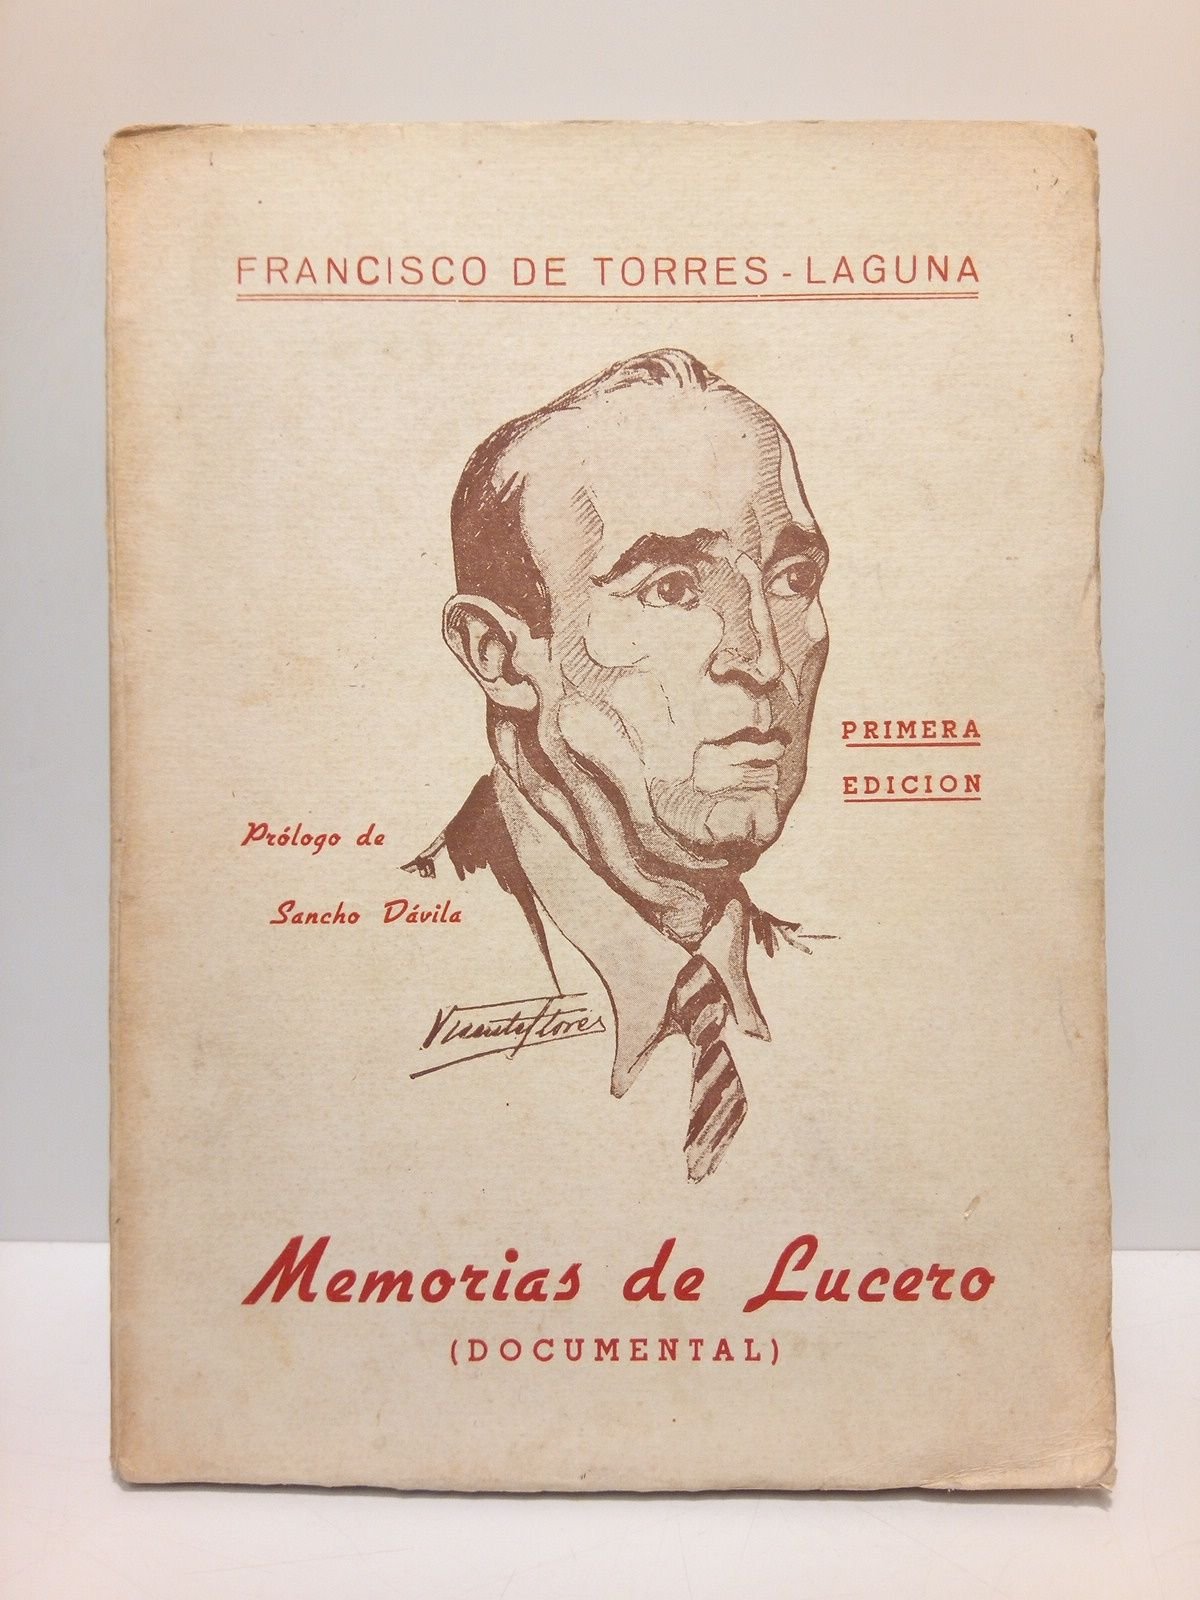 FRANCISCO DE TORRES - LAGUNA
PRIMERA
EDICION
Prólogo de
Sancho Dávila
Vicente Flores
Memorias de Lucero
(DOCUMENTAL)